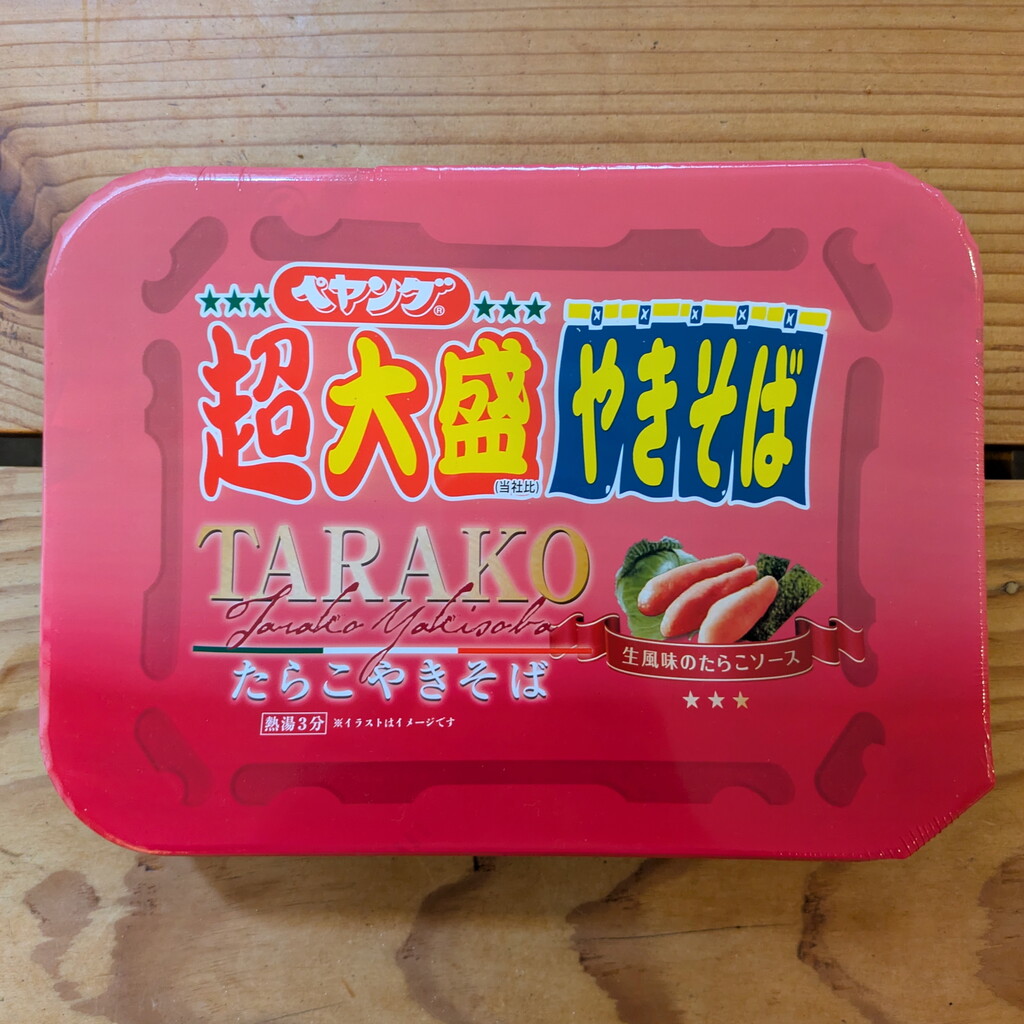 ペヤング®
超大盛やきそば
(当社比)
TARAKO
Tarako Yakisoba
たらこやきそば
生風味のたらこソース
熱湯3分 ※イラストはイメージです